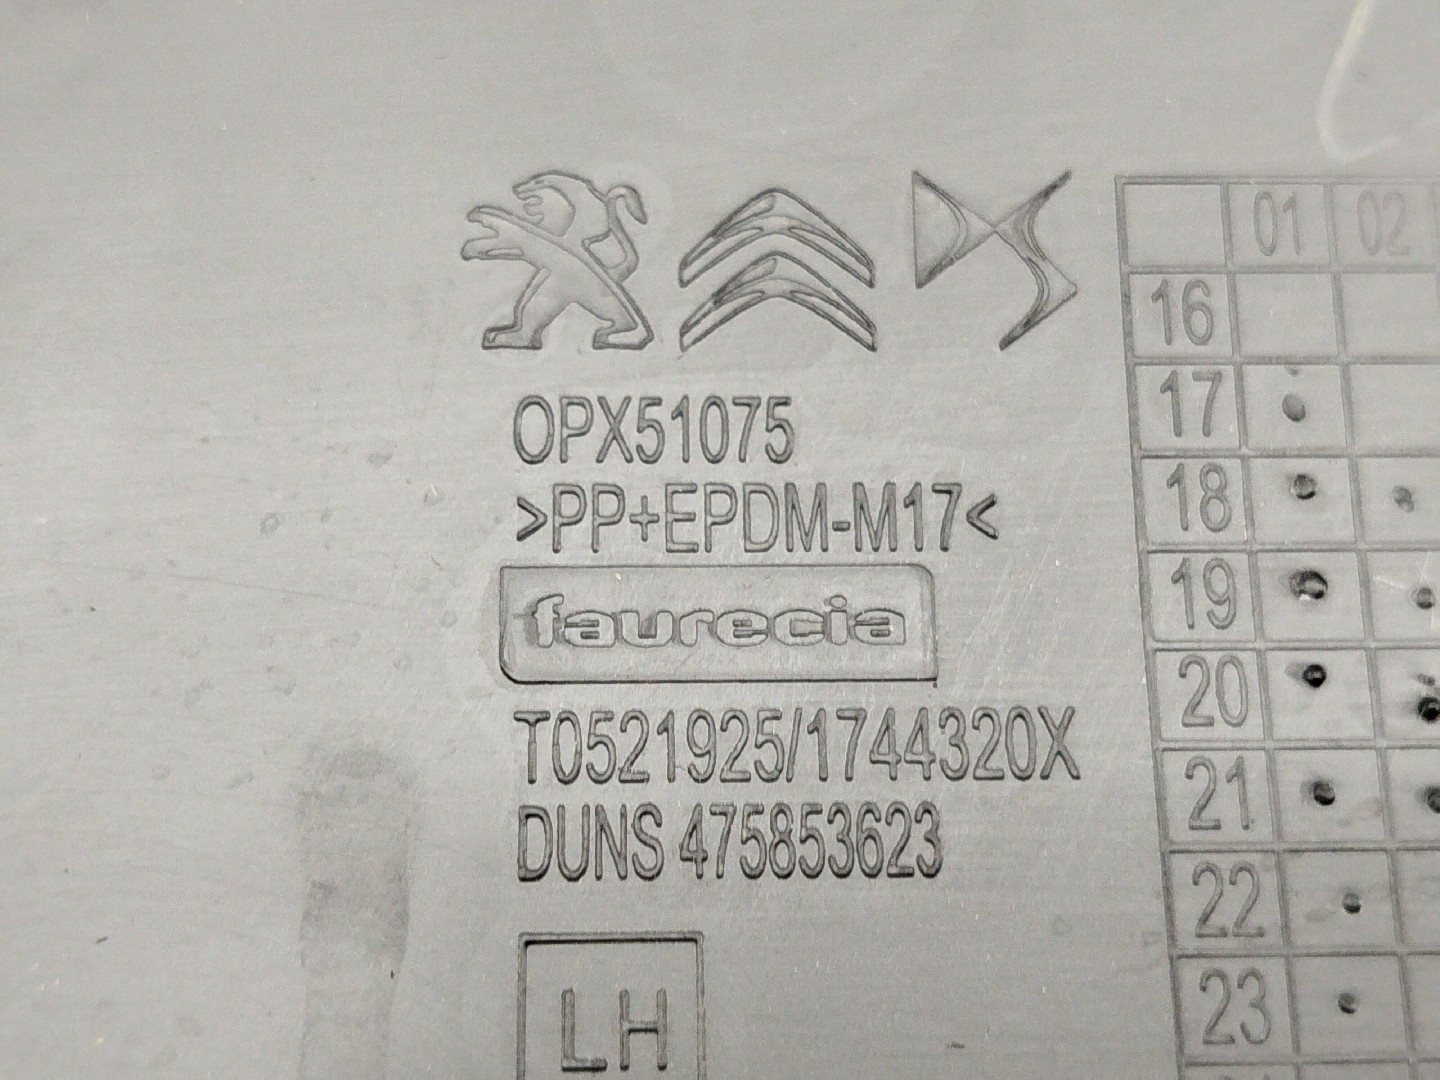 DS
OPX51075
>PP+EPDM-M17<
faurecia
T0521925/1744320X
DUNS 475853623
LH
01 02
16
17
18
19
20
21
22
23